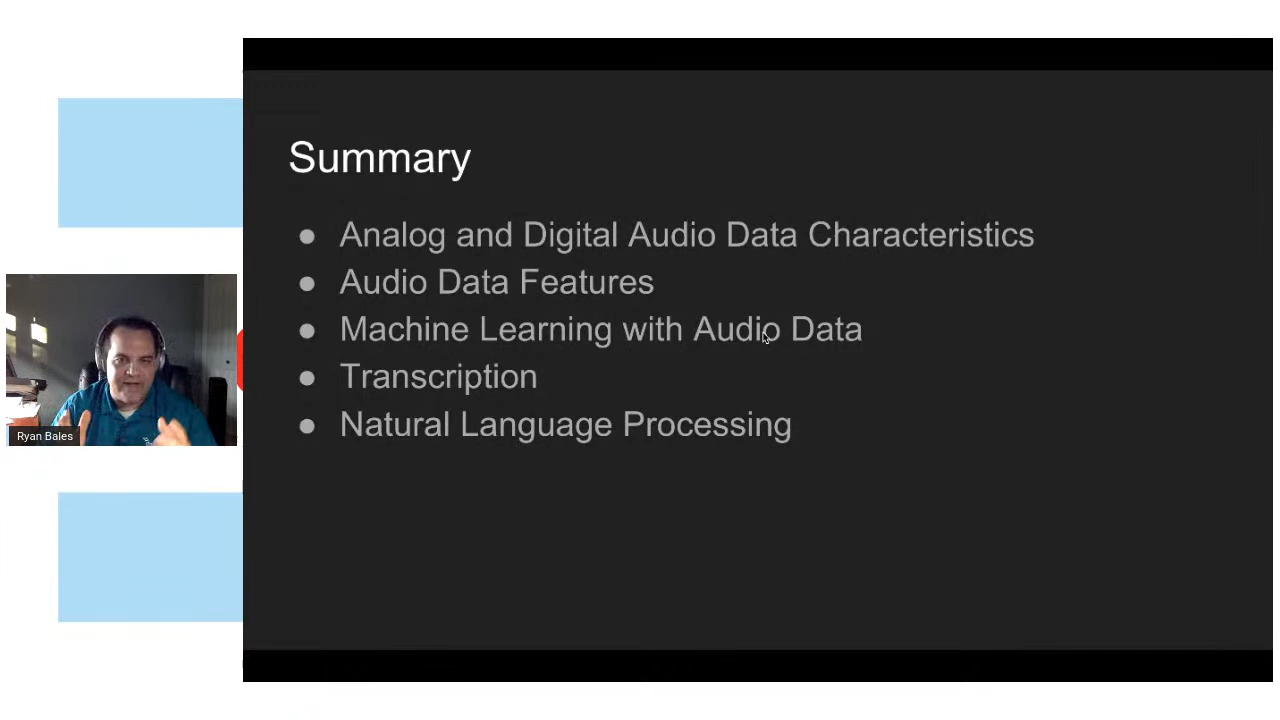 Summary
● Analog and Digital Audio Data Characteristics
● Audio Data Features
● Machine Learning with Audio Data
● Transcription
● Natural Language Processing
Ryan Bales